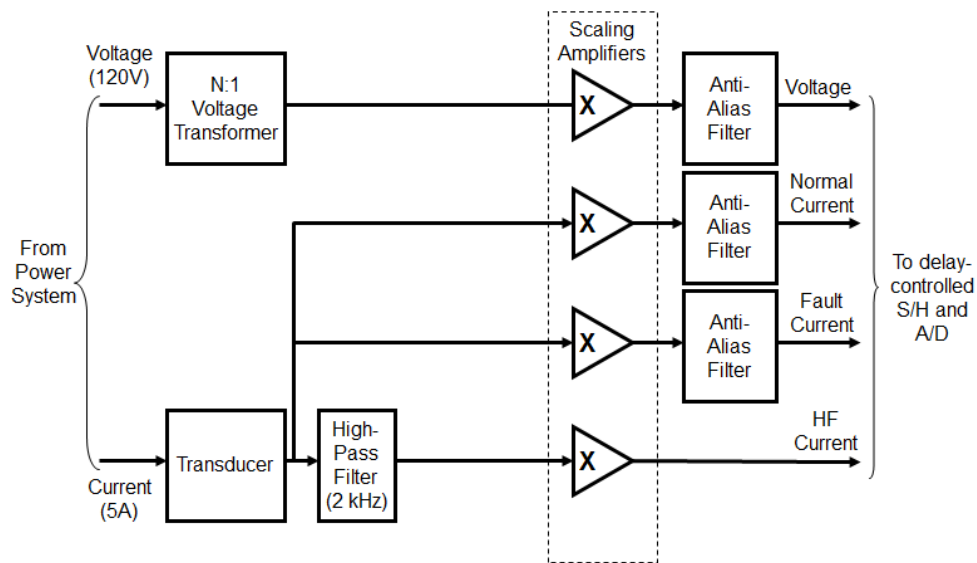 Voltage
(120V)
N:1
Voltage
Transformer
Scaling
Amplifiers
X
Anti-
Alias
Filter
Voltage
X
Anti-
Alias
Filter
Normal
Current
From
Power
System
X
Anti-
Alias
Filter
Fault
Current
To delay-
controlled
S/H and
A/D
Current
(5A)
Transducer
High-
Pass
Filter
(2 kHz)
X
HF
Current